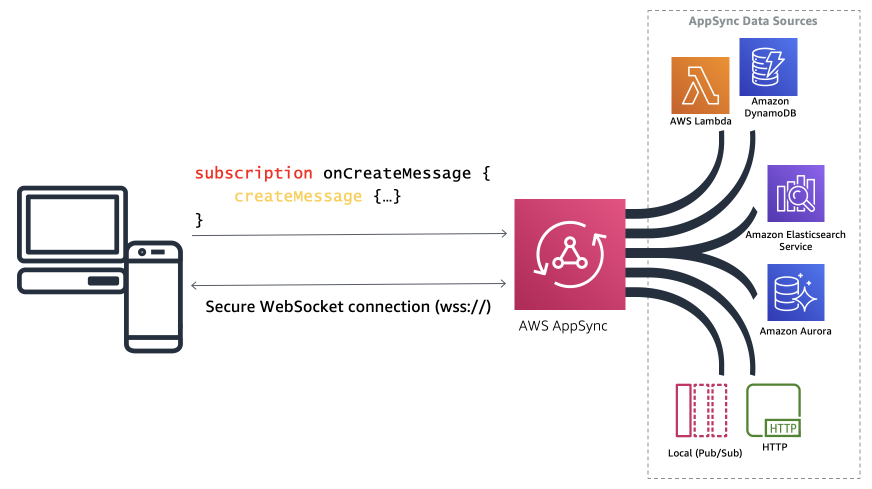 AppSync Data Sources
AWS Lambda
Amazon
DynamoDB
subscription onCreateMessage {
createMessage {…}
}
Amazon Elasticsearch
Service
Secure WebSocket connection (wss://)
AWS AppSync
Amazon Aurora
HTTP
Local (Pub/Sub)
HTTP